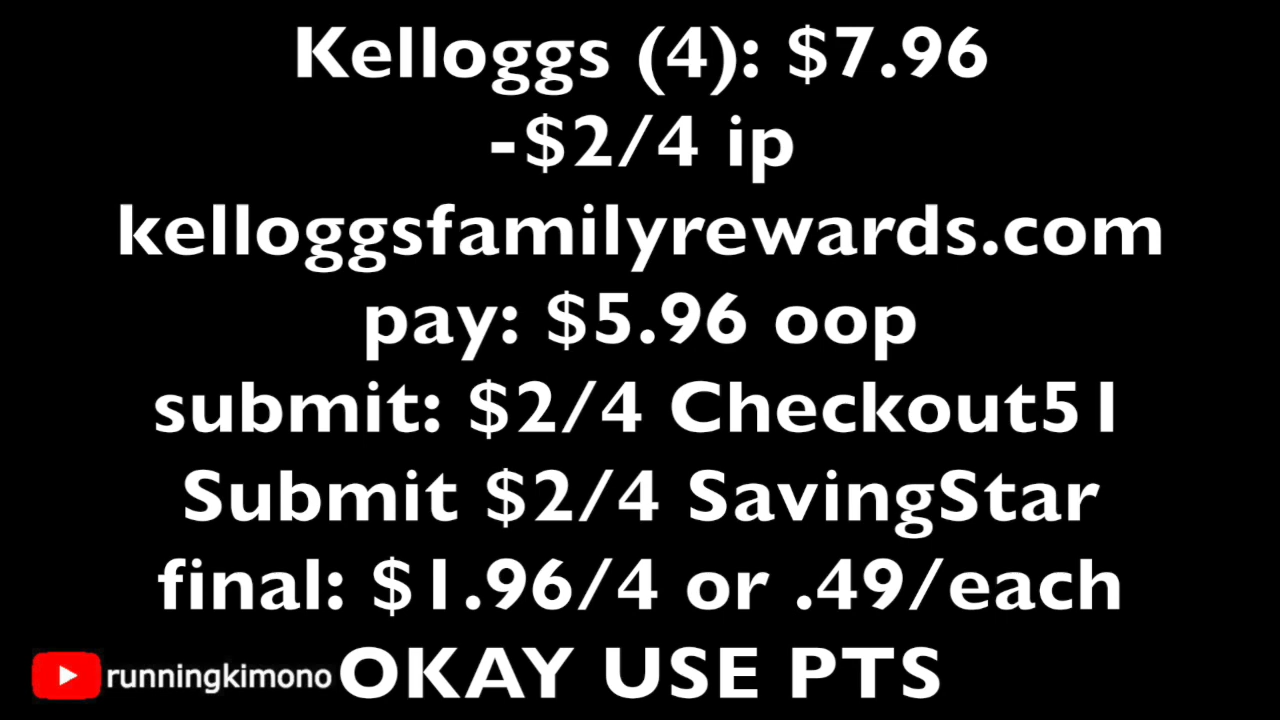 Kelloggs (4): $7.96
-$2/4 ip
kelloggsfamilyrewards.com
pay: $5.96 oop
submit: $2/4 Checkout51
Submit $2/4 SavingStar
final: $1.96/4 or .49/each
OKAY USE PTS
runningkimono